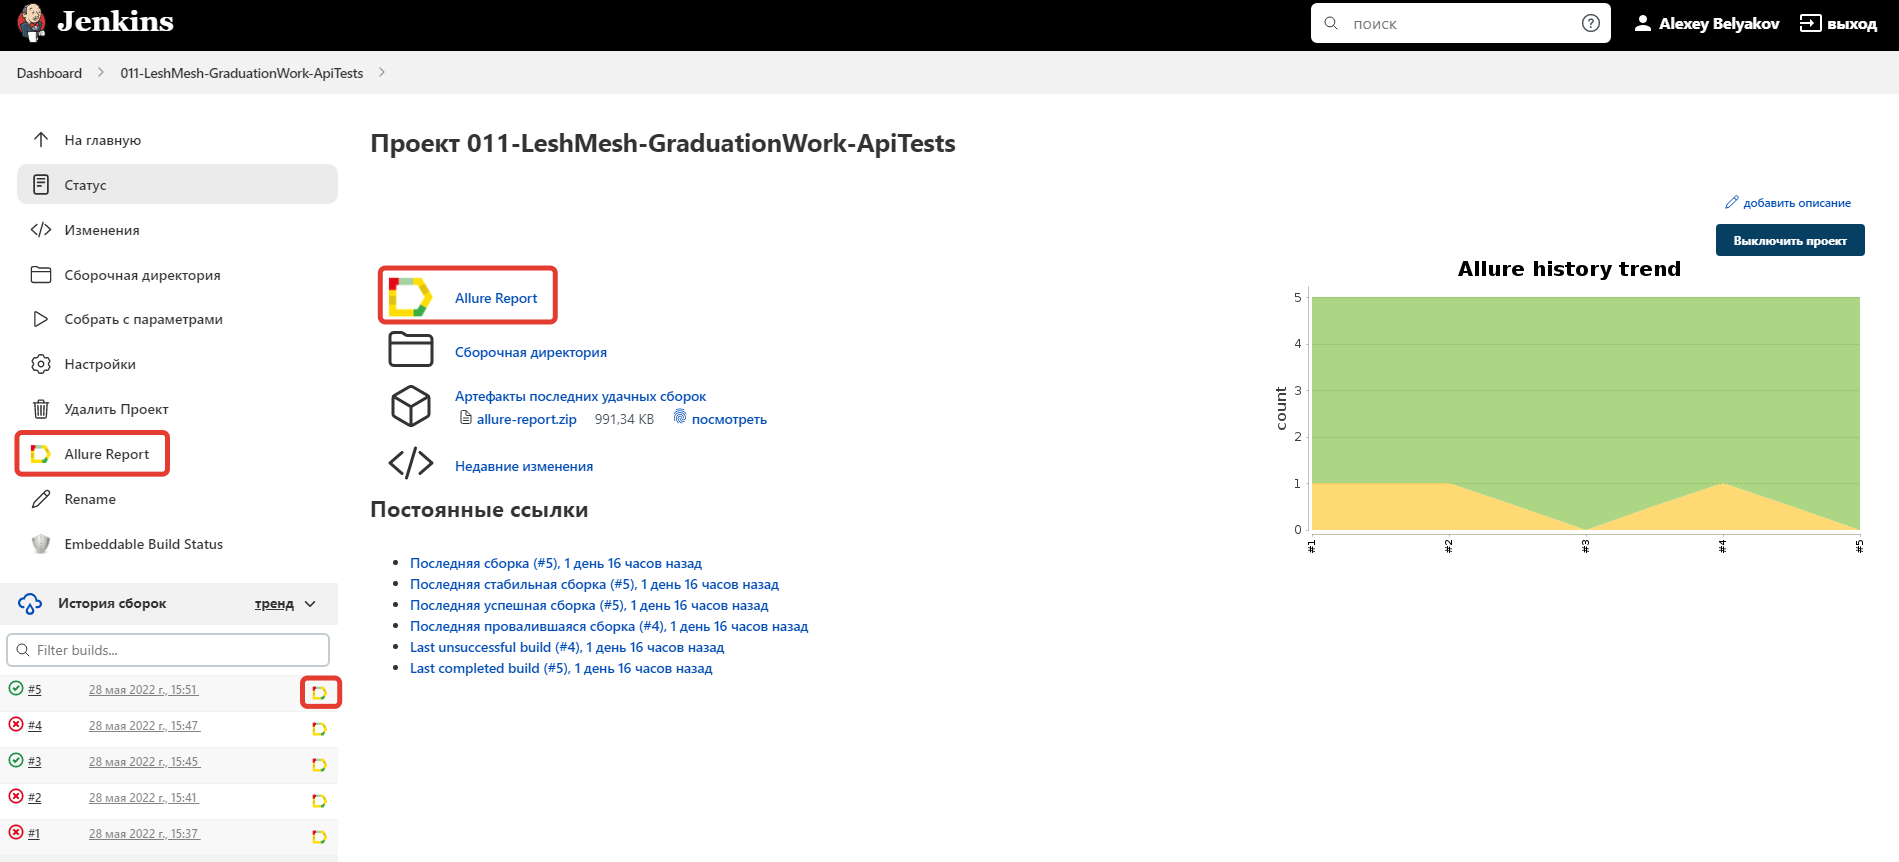 Jenkins
поиск
Alexey Belyakov
выход
Dashboard
011-LeshMesh-GraduationWork-ApiTests
На главную
Статус
Изменения
Сборочная директория
Собрать с параметрами
Настройки
Удалить Проект
Allure Report
Rename
Embeddable Build Status
История сборок
тренд
Filter builds...
#5 28 мая 2022 г., 15:51
#4 28 мая 2022 г., 15:47
#3 28 мая 2022 г., 15:45
#2 28 мая 2022 г., 15:41
#1 28 мая 2022 г., 15:37
Проект 011-LeshMesh-GraduationWork-ApiTests
добавить описание
Выключить проект
Allure Report
Сборочная директория
Артефакты последних удачных сборок
allure-report.zip 991,34 KB посмотреть
Недавние изменения
Постоянные ссылки
Последняя сборка (#5), 1 день 16 часов назад
Последняя стабильная сборка (#5), 1 день 16 часов назад
Последняя успешная сборка (#5), 1 день 16 часов назад
Последняя провалившаяся сборка (#4), 1 день 16 часов назад
Last unsuccessful build (#4), 1 день 16 часов назад
Last completed build (#5), 1 день 16 часов назад
Allure history trend
count
5
4
3
2
1
0
#1
#2
#3
#4
#5